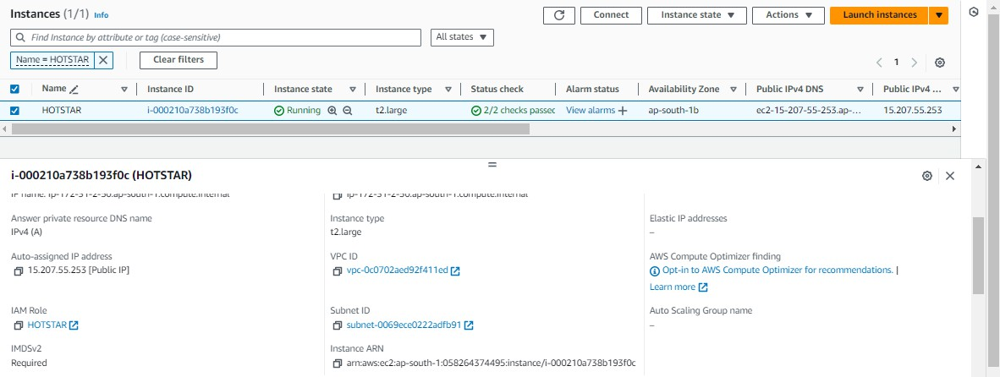 Instances (1/1) Info
Connect
Instance state
Actions
Launch instances
Find Instance by attribute or tag (case-sensitive)
All states
Name = HOTSTAR
Clear filters
1
Name Instance ID Instance state Instance type Status check Alarm status Availability Zone Public IPv4 DNS Public IPv4 ...
HOTSTAR i-000210a738b193f0c Running t2.large 2/2 checks passec View alarms + ap-south-1b ec2-15-207-55-253.ap-... 15.207.55.253
i-000210a738b193f0c (HOTSTAR)
IP name: ip-172-31-2-50.ap-south-1.compute.internal ip-172-31-2-50.ap-south-1.compute.internal
Answer private resource DNS name Instance type Elastic IP addresses
IPv4 (A) t2.large –
Auto-assigned IP address VPC ID AWS Compute Optimizer finding
15.207.55.253 [Public IP] vpc-0c0702aed92f411ed Opt-in to AWS Compute Optimizer for recommendations. |
Learn more
IAM Role Subnet ID Auto Scaling Group name
HOTSTAR subnet-0069ece0222adfb91 –
IMDSv2 Instance ARN
Required arn:aws:ec2:ap-south-1:058264374495:instance/i-000210a738b193f0c